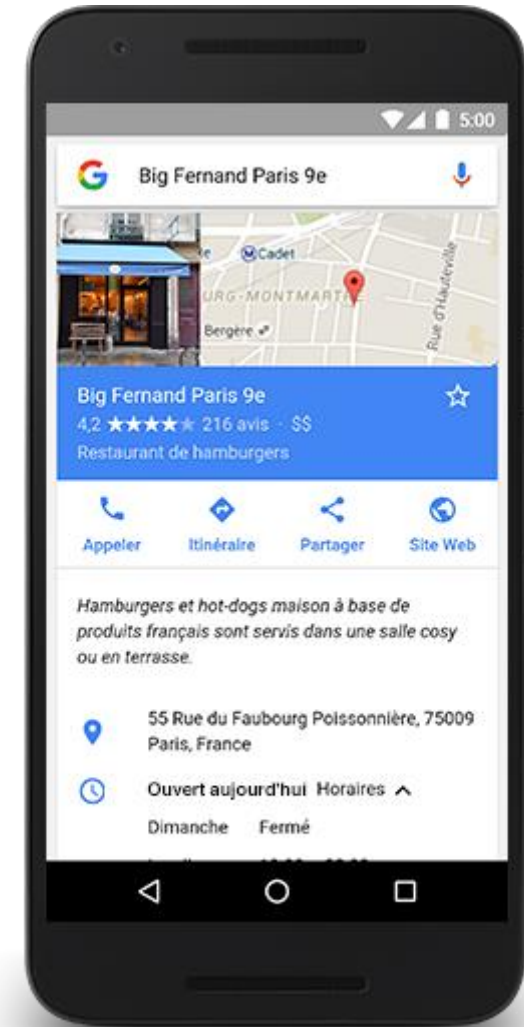 5:00
Big Fernand Paris 9e
Cadet
URG-MONTMARTRE
Bergère
Rue d'Hauteville
Big Fernand Paris 9e
4,2 ★★★★★ 216 avis · $$
Restaurant de hamburgers
Appeler Itinéraire Partager Site Web
Hamburgers et hot-dogs maison à base de
produits français sont servis dans une salle cosy
ou en terrasse.
55 Rue du Faubourg Poissonnière, 75009
Paris, France
Ouvert aujourd'hui Horaires
Dimanche Fermé